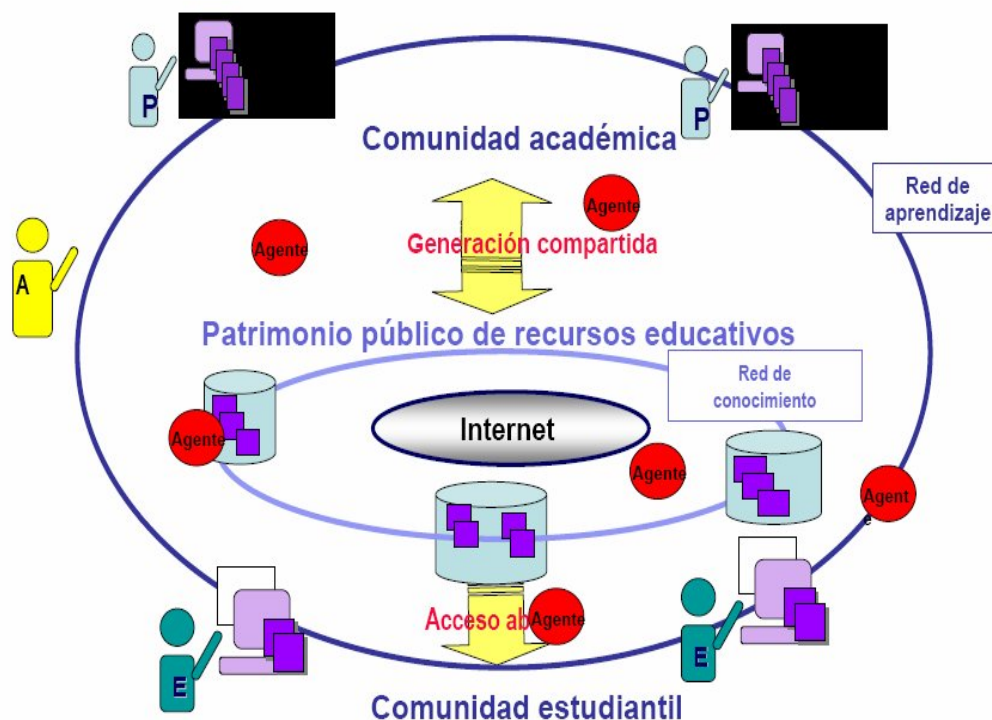 P
P
Comunidad académica
Red de
aprendizaje
Agente
Agente
Generación compartida
A
Patrimonio público de recursos educativos
Red de
conocimiento
Agente
Internet
Agente
Agent
e
Acceso ab
Agente
E
E
Comunidad estudiantil